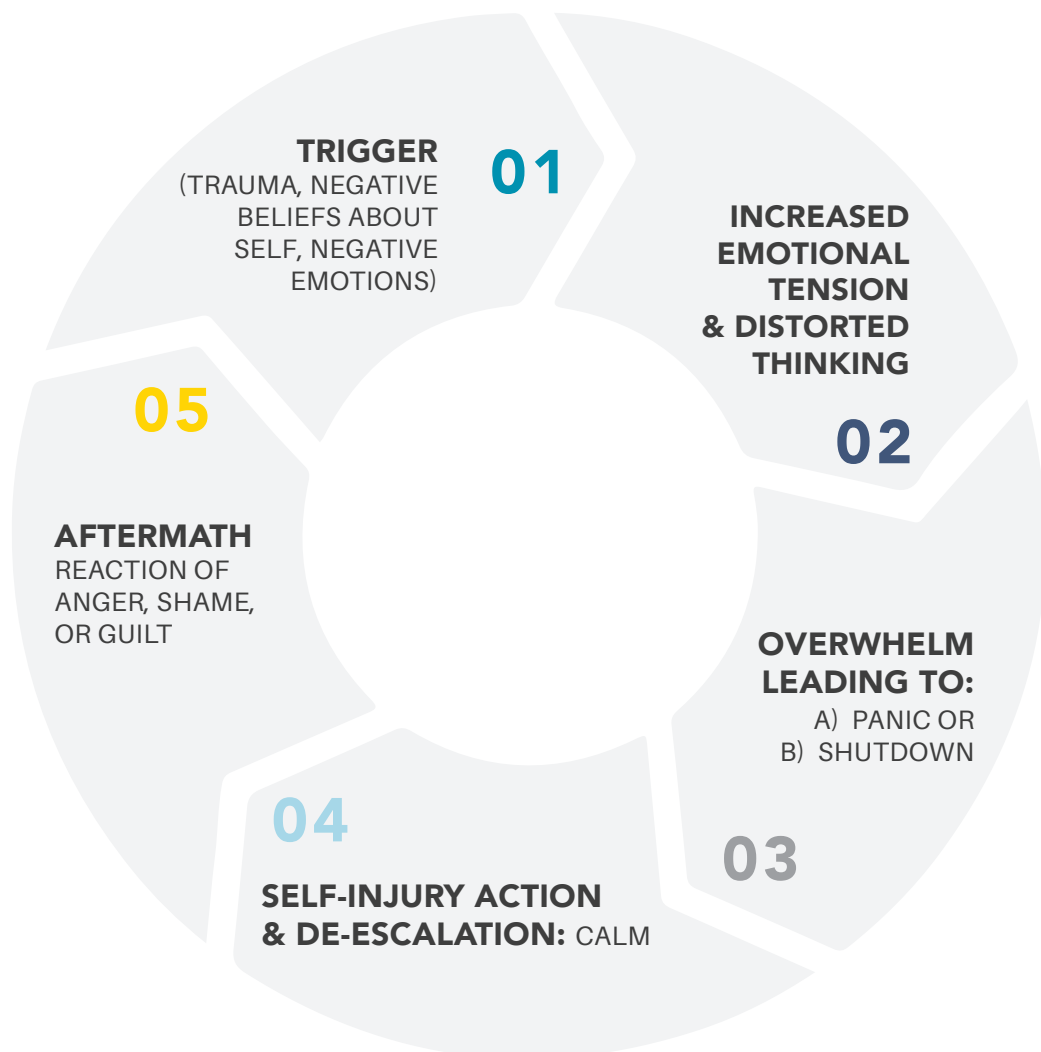 01
TRIGGER
(TRAUMA, NEGATIVE
BELIEFS ABOUT
SELF, NEGATIVE
EMOTIONS)
INCREASED
EMOTIONAL
TENSION
& DISTORTED
THINKING
02
OVERWHELM
LEADING TO:
A) PANIC OR
B) SHUTDOWN
03
04
SELF-INJURY ACTION
& DE-ESCALATION: CALM
05
AFTERMATH
REACTION OF
ANGER, SHAME,
OR GUILT